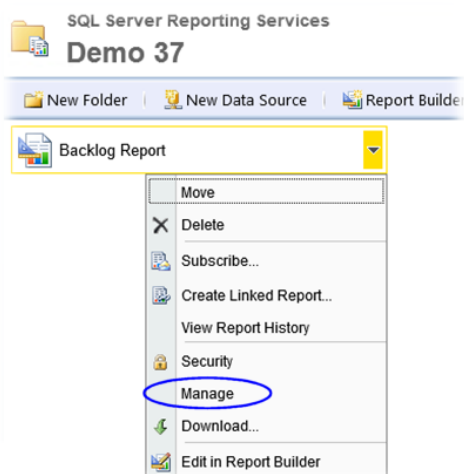 SQL Server Reporting Services
Demo 37
New Folder New Data Source Report Builder
Backlog Report
Move
Delete
Subscribe...
Create Linked Report...
View Report History
Security
Manage
Download...
Edit in Report Builder